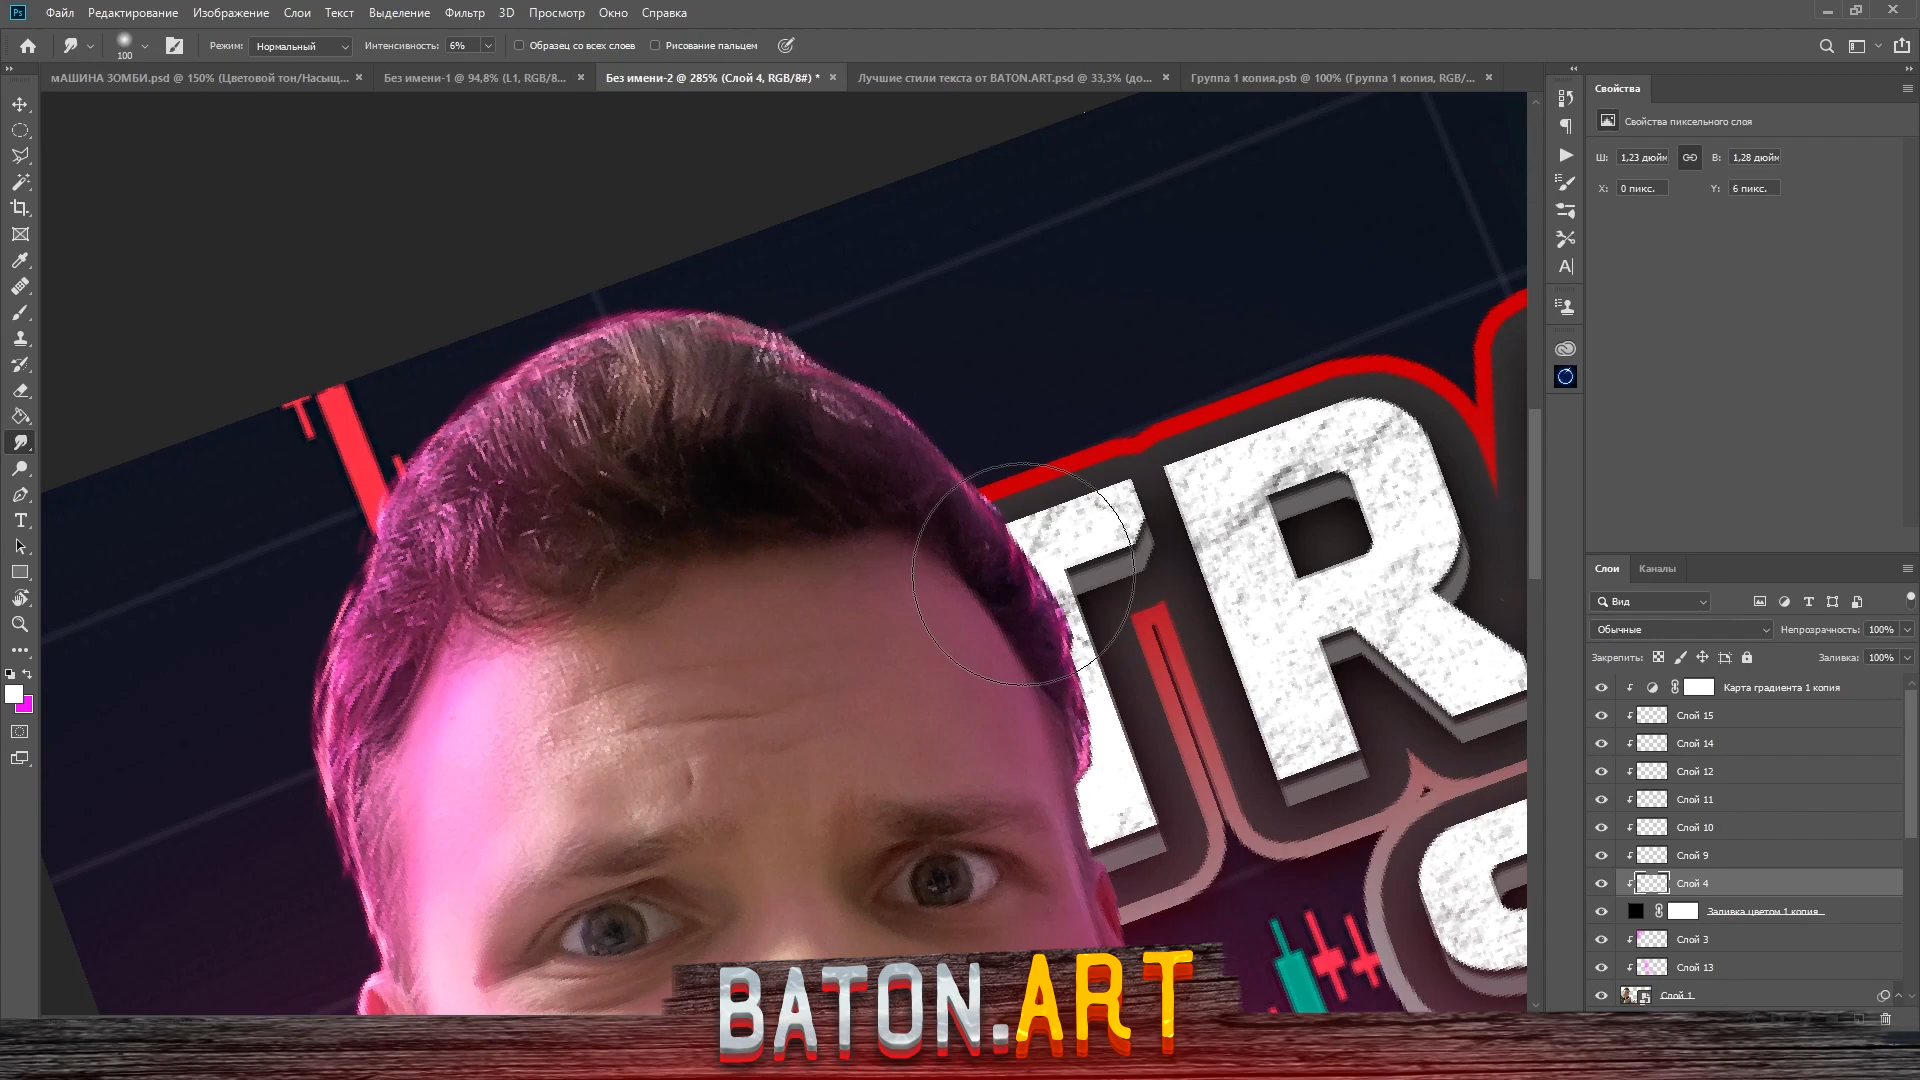 Ps Файл Редактирование Изображение Слои Текст Выделение Фильтр 3D Просмотр Окно Справка
100 Режим: Нормальный Интенсивность: 6% Образец со всех слоев Рисование пальцем
мАШИНА ЗОМБИ.psd @ 150% (Цветовой тон/Насыщ... × Без имени-1 @ 94,8% (L1, RGB/8... × Без имени-2 @ 285% (Слой 4, RGB/8#) * × Лучшие стили текста от BATON.ART.psd @ 33,3% (до... × Группа 1 копия.psb @ 100% (Группа 1 копия, RGB/... ×
Свойства
Свойства пиксельного слоя
Ш: 1,23 дюйм В: 1,28 дюйм
X: 0 пикс. Y: 6 пикс.
TR
Слои Каналы
Вид
Обычные Непрозрачность: 100%
Закрепить: Заливка: 100%
Карта градиента 1 копия
Слой 15
Слой 14
Слой 12
Слой 11
Слой 10
Слой 9
Слой 4
Заливка цветом 1 копия...
Слой 3
Слой 13
Слой 1
BATON.ART